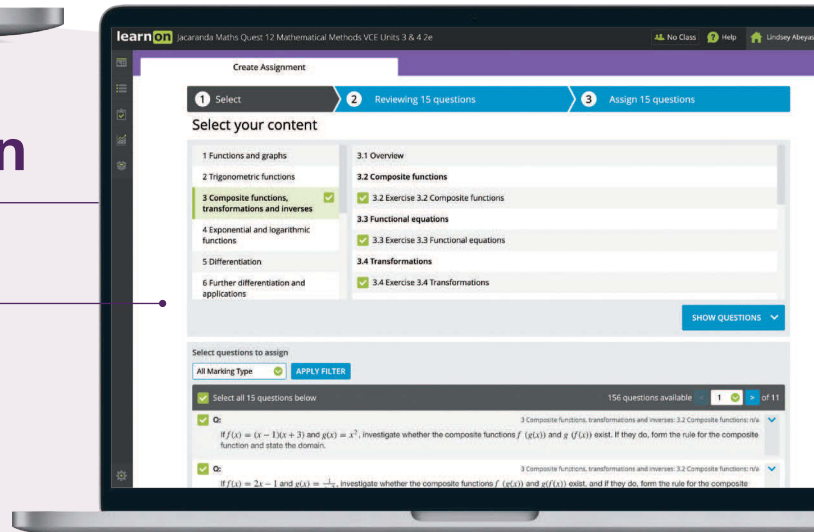 n
learnon Jacaranda Maths Quest 12 Mathematical Methods VCE Units 3 & 4 2e No Class Help Lindsey Abeyas
Create Assignment
1 Select 2 Reviewing 15 questions 3 Assign 15 questions
Select your content
1 Functions and graphs
2 Trigonometric functions
3 Composite functions,
transformations and inverses
4 Exponential and logarithmic
functions
5 Differentiation
6 Further differentiation and
applications
3.1 Overview
3.2 Composite functions
3.2 Exercise 3.2 Composite functions
3.3 Functional equations
3.3 Exercise 3.3 Functional equations
3.4 Transformations
3.4 Exercise 3.4 Transformations
SHOW QUESTIONS
Select questions to assign
All Marking Type APPLY FILTER
Select all 15 questions below 156 questions available < 1 > of 11
Q: 3 Composite functions, transformations and inverses: 3.2 Composite functions: n/a
If f(x) = (x − 1)(x + 3) and g(x) = x², investigate whether the composite functions f (g(x)) and g (f(x)) exist. If they do, form the rule for the composite
function and state the domain.
Q: 3 Composite functions, transformations and inverses: 3.2 Composite functions: n/a
If f(x) = 2x − 1 and g(x) = , investigate whether the composite functions f (g(x)) and g(f(x)) exist, and if they do, form the rule for the composite